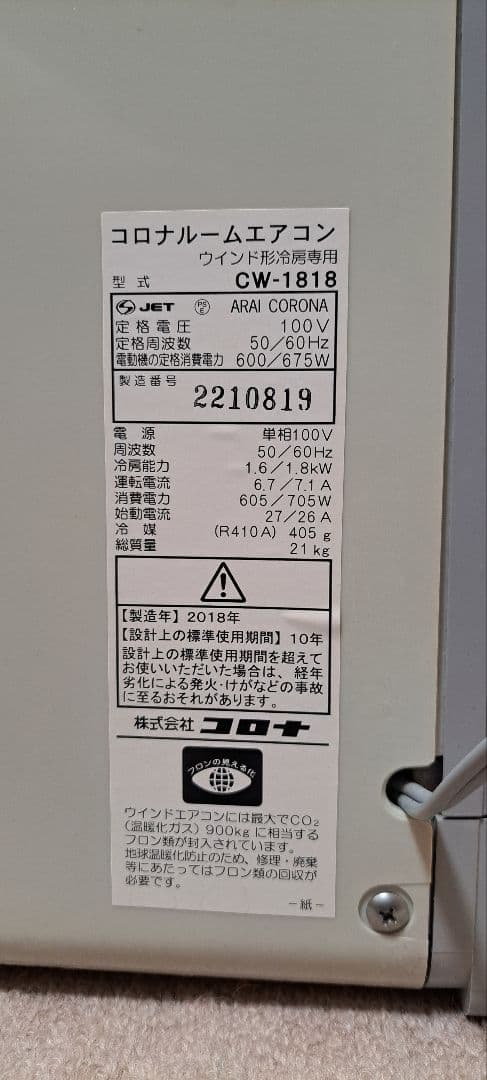 コロナルームエアコン
ウインド形冷房専用
型式 CW-1818
JET PSE ARAI CORONA
定格電圧 100V
定格周波数 50/60Hz
電動機の定格消費電力 600/675W
製造番号 2210819
電源 単相100V
周波数 50/60Hz
冷房能力 1.6/1.8kW
運転電流 6.7/7.1A
消費電力 605/705W
始動電流 27/26A
冷媒 (R410A) 405g
総質量 21kg
【製造年】2018年
【設計上の標準使用期間】10年
設計上の標準使用期間を超えて
お使いいただいた場合は、経年
劣化による発火・けがなどの事故
に至るおそれがあります。
株式会社 コロナ
フロンの見える化
ウインドエアコンには最大でCO₂
(温暖化ガス)900kgに相当する
フロン類が封入されています。
地球温暖化防止のため、修理・廃棄
等にあたってはフロン類の回収が
必要です。
－紙－